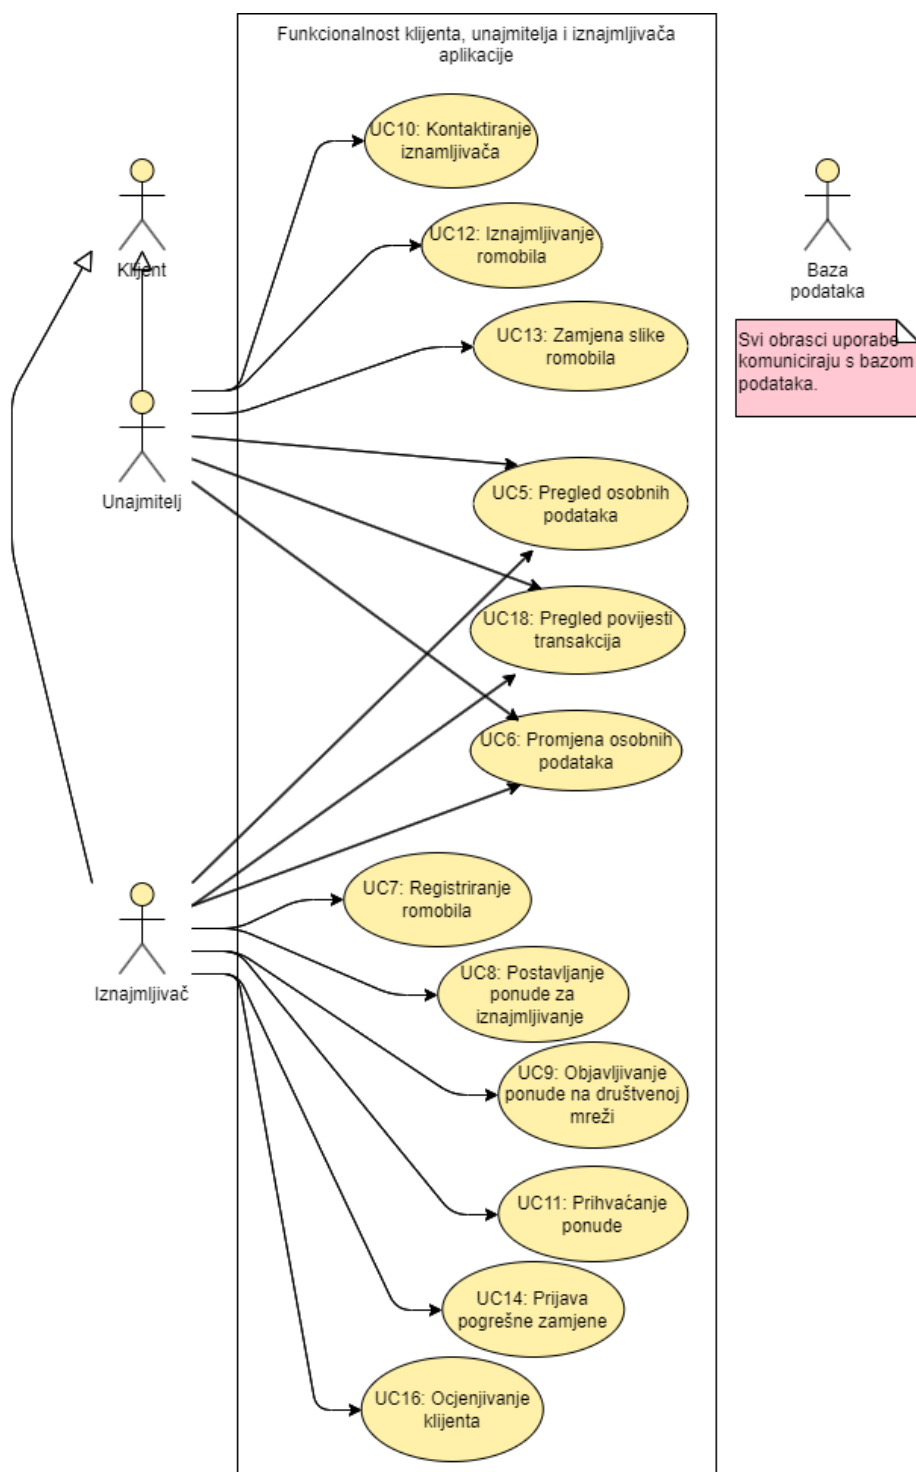 Funkcionalnost klijenta, unajmitelja i iznajmljivača
aplikacije
UC10: Kontaktiranje
iznamljivača
UC12: Iznajmljivanje
romobila
Klijent
Baza
podataka
UC13: Zamjena slike
romobila
Svi obrasci uporabe
komuniciraju s bazom
podataka.
Unajmitelj
UC5: Pregled osobnih
podataka
UC18: Pregled povijesti
transakcija
UC6: Promjena osobnih
podataka
UC7: Registriranje
romobila
Iznajmljivač
UC8: Postavljanje
ponude za
iznajmljivanje
UC9: Objavljivanje
ponude na društvenoj
mreži
UC11: Prihvaćanje
ponude
UC14: Prijava
pogrešne zamjene
UC16: Ocjenjivanje
klijenta